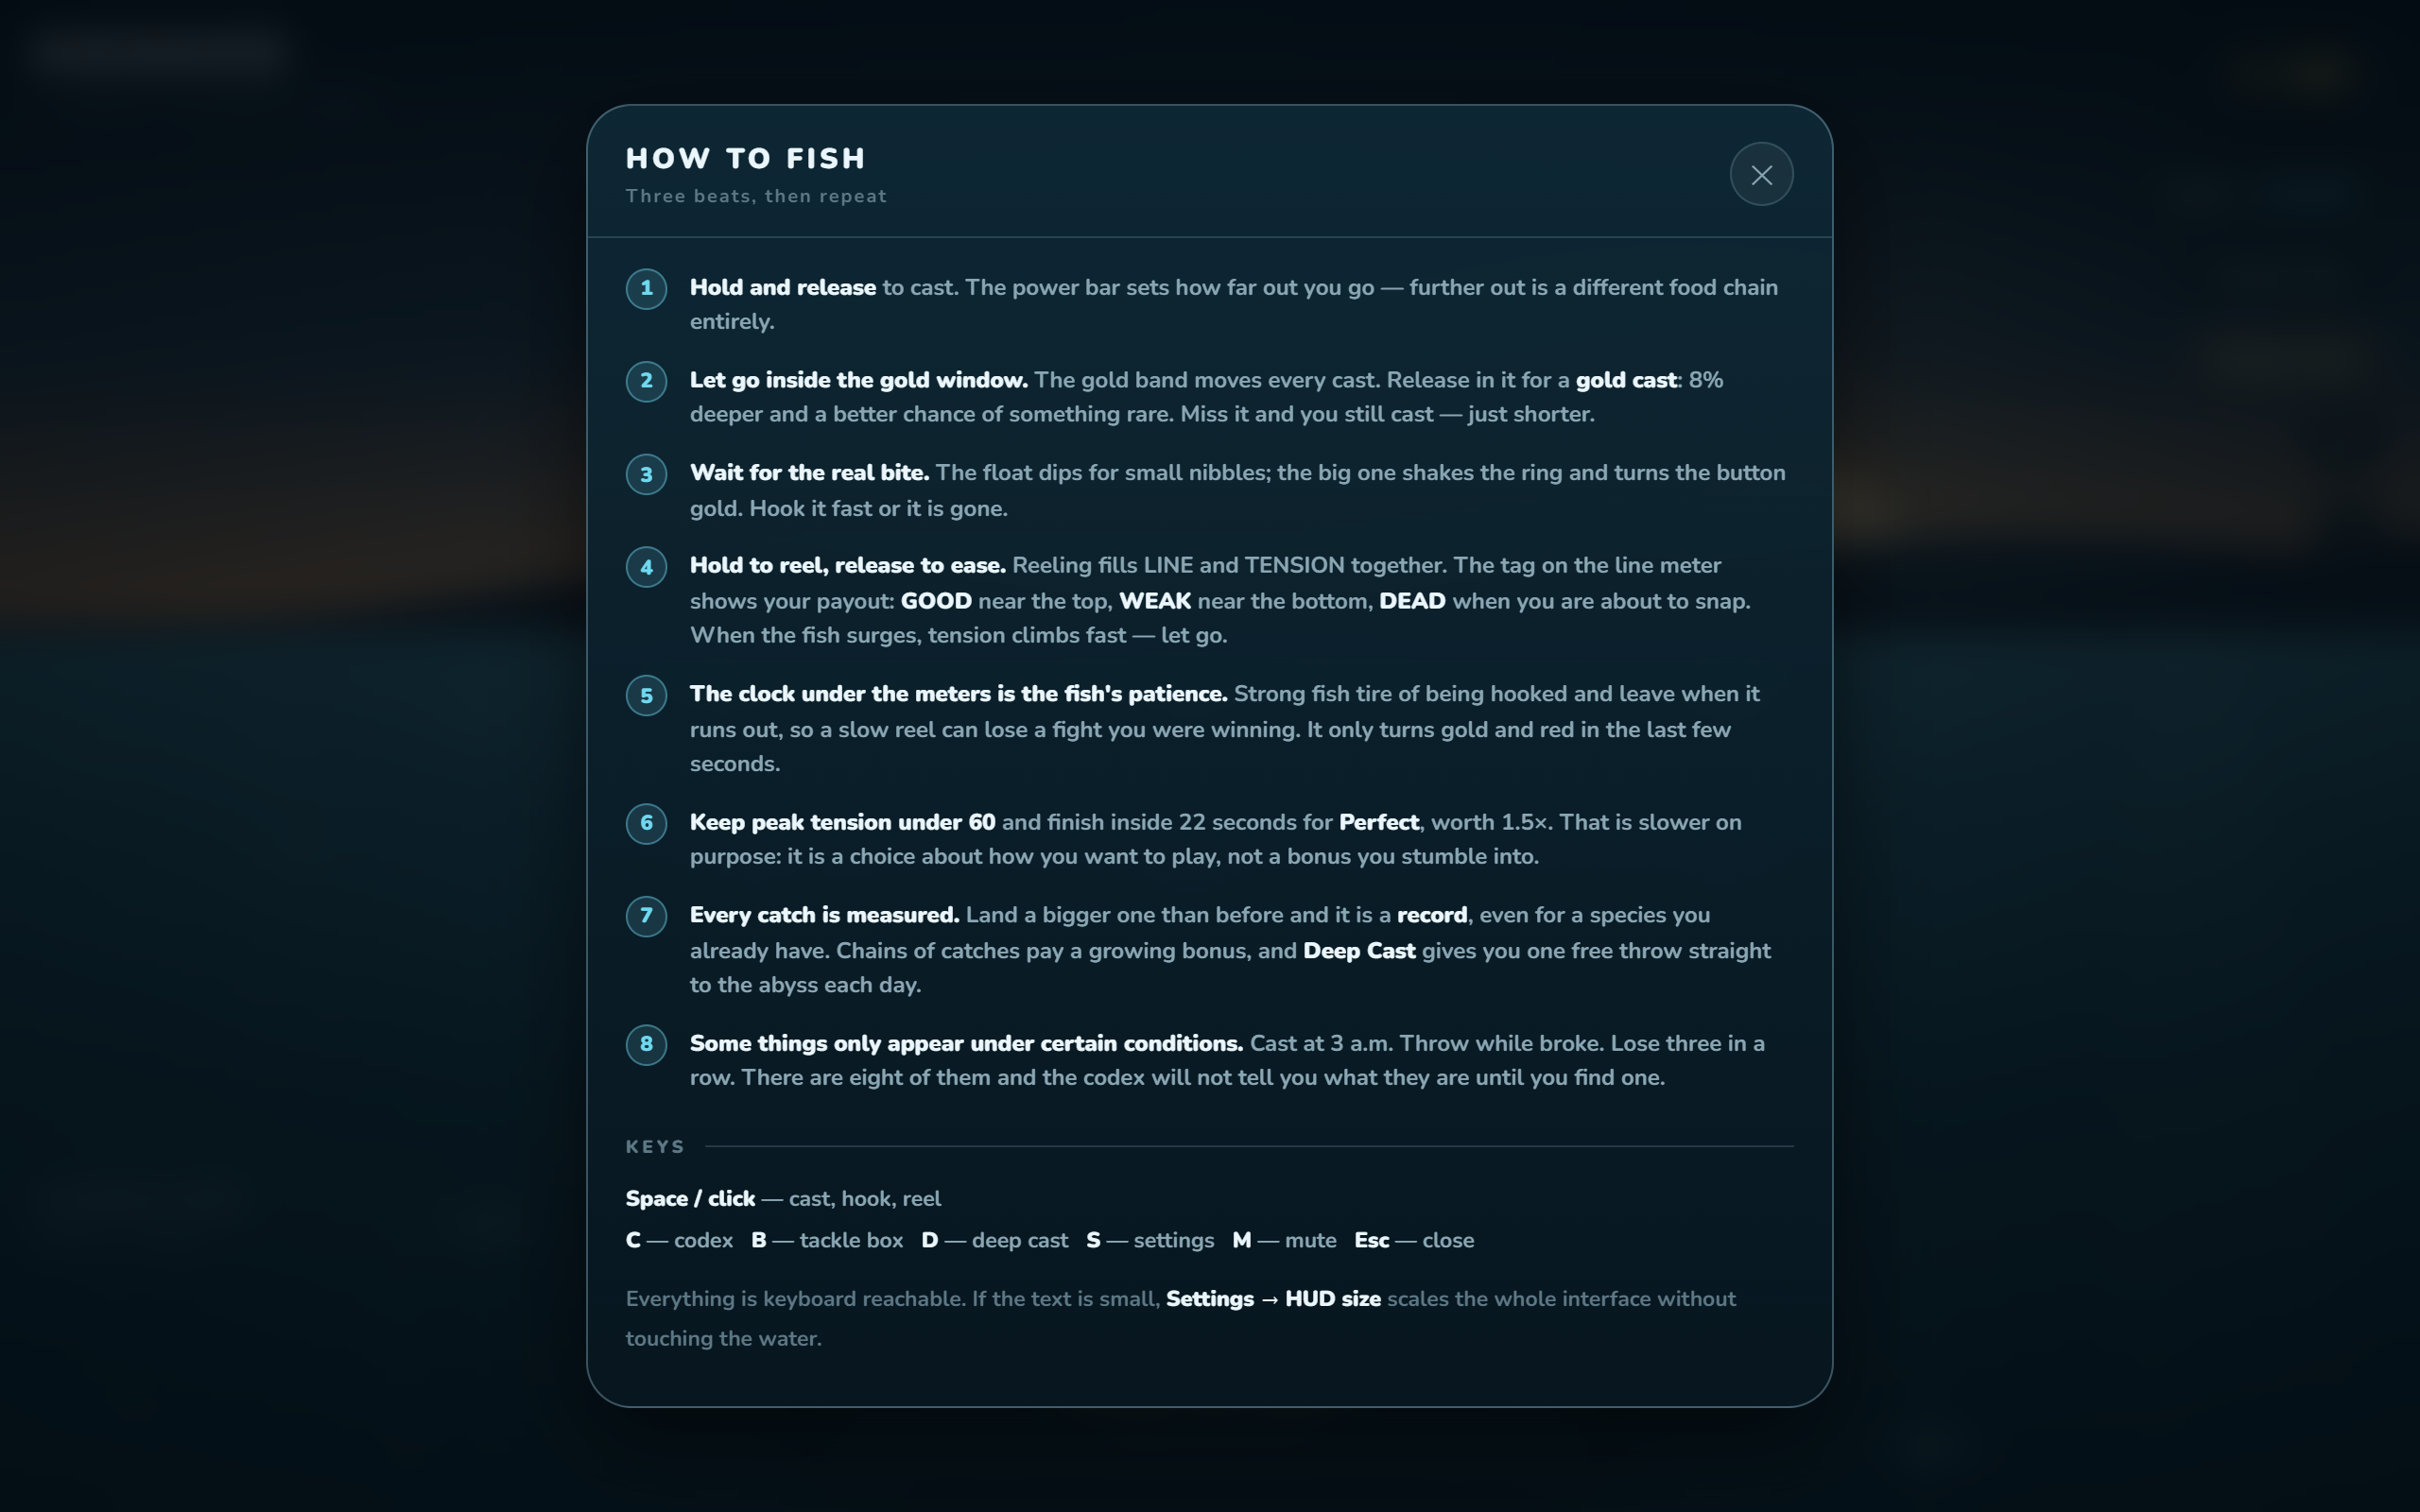 HOW TO FISH
Three beats, then repeat
1 Hold and release to cast. The power bar sets how far out you go — further out is a different food chain
entirely.
2 Let go inside the gold window. The gold band moves every cast. Release in it for a gold cast: 8%
deeper and a better chance of something rare. Miss it and you still cast — just shorter.
3 Wait for the real bite. The float dips for small nibbles; the big one shakes the ring and turns the button
gold. Hook it fast or it is gone.
4 Hold to reel, release to ease. Reeling fills LINE and TENSION together. The tag on the line meter
shows your payout: GOOD near the top, WEAK near the bottom, DEAD when you are about to snap.
When the fish surges, tension climbs fast — let go.
5 The clock under the meters is the fish's patience. Strong fish tire of being hooked and leave when it
runs out, so a slow reel can lose a fight you were winning. It only turns gold and red in the last few
seconds.
6 Keep peak tension under 60 and finish inside 22 seconds for Perfect, worth 1.5×. That is slower on
purpose: it is a choice about how you want to play, not a bonus you stumble into.
7 Every catch is measured. Land a bigger one than before and it is a record, even for a species you
already have. Chains of catches pay a growing bonus, and Deep Cast gives you one free throw straight
to the abyss each day.
8 Some things only appear under certain conditions. Cast at 3 a.m. Throw while broke. Lose three in a
row. There are eight of them and the codex will not tell you what they are until you find one.
KEYS
Space / click — cast, hook, reel
C — codex B — tackle box D — deep cast S — settings M — mute Esc — close
Everything is keyboard reachable. If the text is small, Settings → HUD size scales the whole interface without
touching the water.